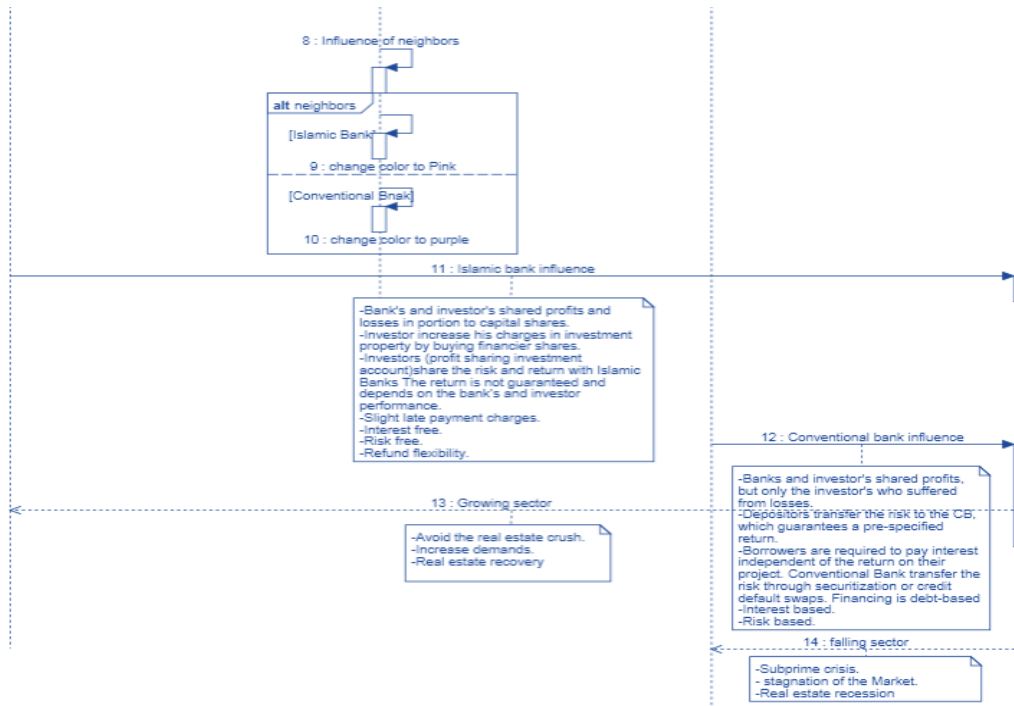 8 : Influence of neighbors
alt neighbors
[Islamic Bank]
9 : change color to Pink
[Conventional Bnak]
10 : change color to purple
11 : Islamic bank influence
-Bank's and investor's shared profits and
losses in portion to capital shares.
-Investor increase his charges in investment
property by buying financier shares.
-Investors (profit sharing investment
account)share the risk and return with Islamic
Banks The return is not guaranteed and
depends on the bank's and investor
performance.
-Slight late payment charges.
-Interest free.
-Risk free.
-Refund flexibility.
12 : Conventional bank influence
-Banks and investor's shared profits,
but only the investor's who suffered
from losses.
-Depositors transfer the risk to the CB,
which guarantees a pre-specified
return.
-Borrowers are required to pay interest
independent of the return on their
project. Conventional Bank transfer the
risk through securitization or credit
default swaps. Financing is debt-based
-Interest based.
-Risk based.
13 : Growing sector
-Avoid the real estate crush.
-Increase demands.
-Real estate recovery
14 : falling sector
-Subprime crisis.
- stagnation of the Market.
-Real estate recession